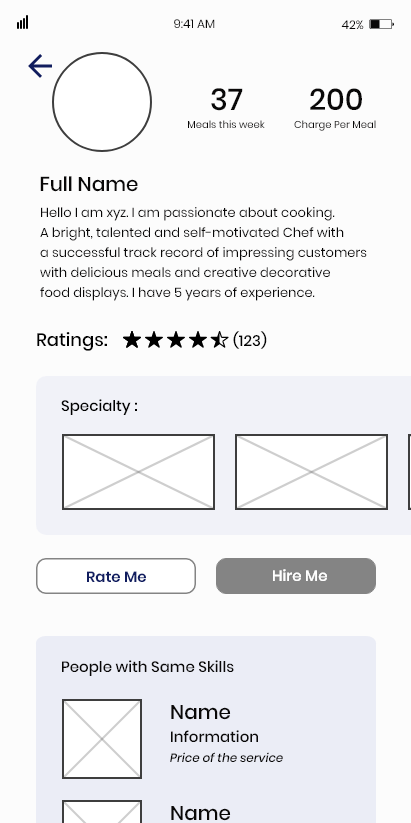 9:41 AM
42%
37
Meals this week
200
Charge Per Meal
Full Name
Hello I am xyz. I am passionate about cooking.
A bright, talented and self-motivated Chef with
a successful track record of impressing customers
with delicious meals and creative decorative
food displays. I have 5 years of experience.
Ratings: (123)
Specialty :
Rate Me
Hire Me
People with Same Skills
Name
Information
Price of the service
Name